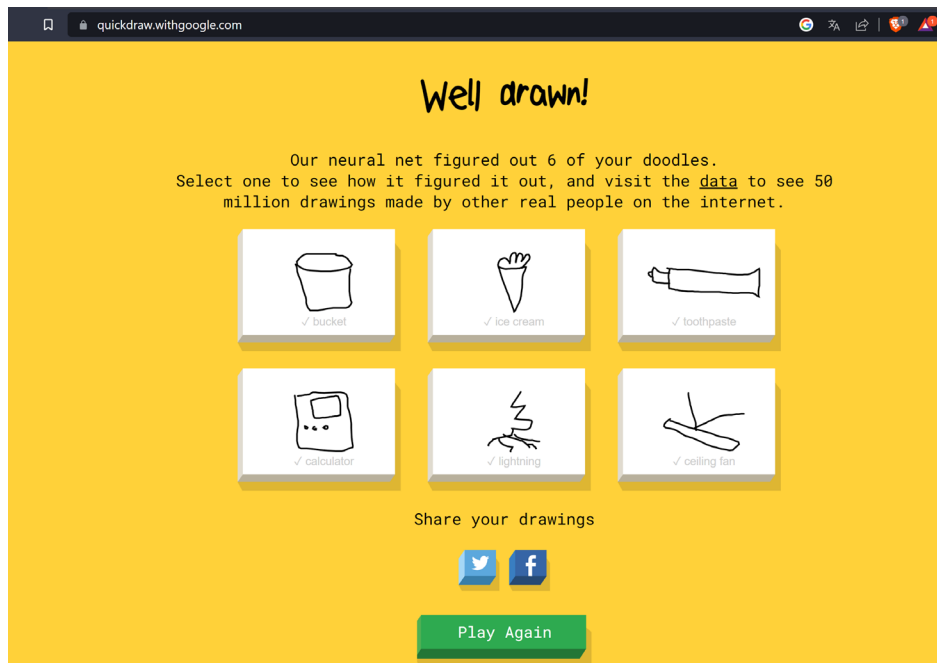 quickdraw.withgoogle.com
Well drawn!
Our neural net figured out 6 of your doodles.
Select one to see how it figured it out, and visit the data to see 50
million drawings made by other real people on the internet.
✓ bucket
✓ ice cream
✓ toothpaste
✓ calculator
✓ lightning
✓ ceiling fan
Share your drawings
Play Again